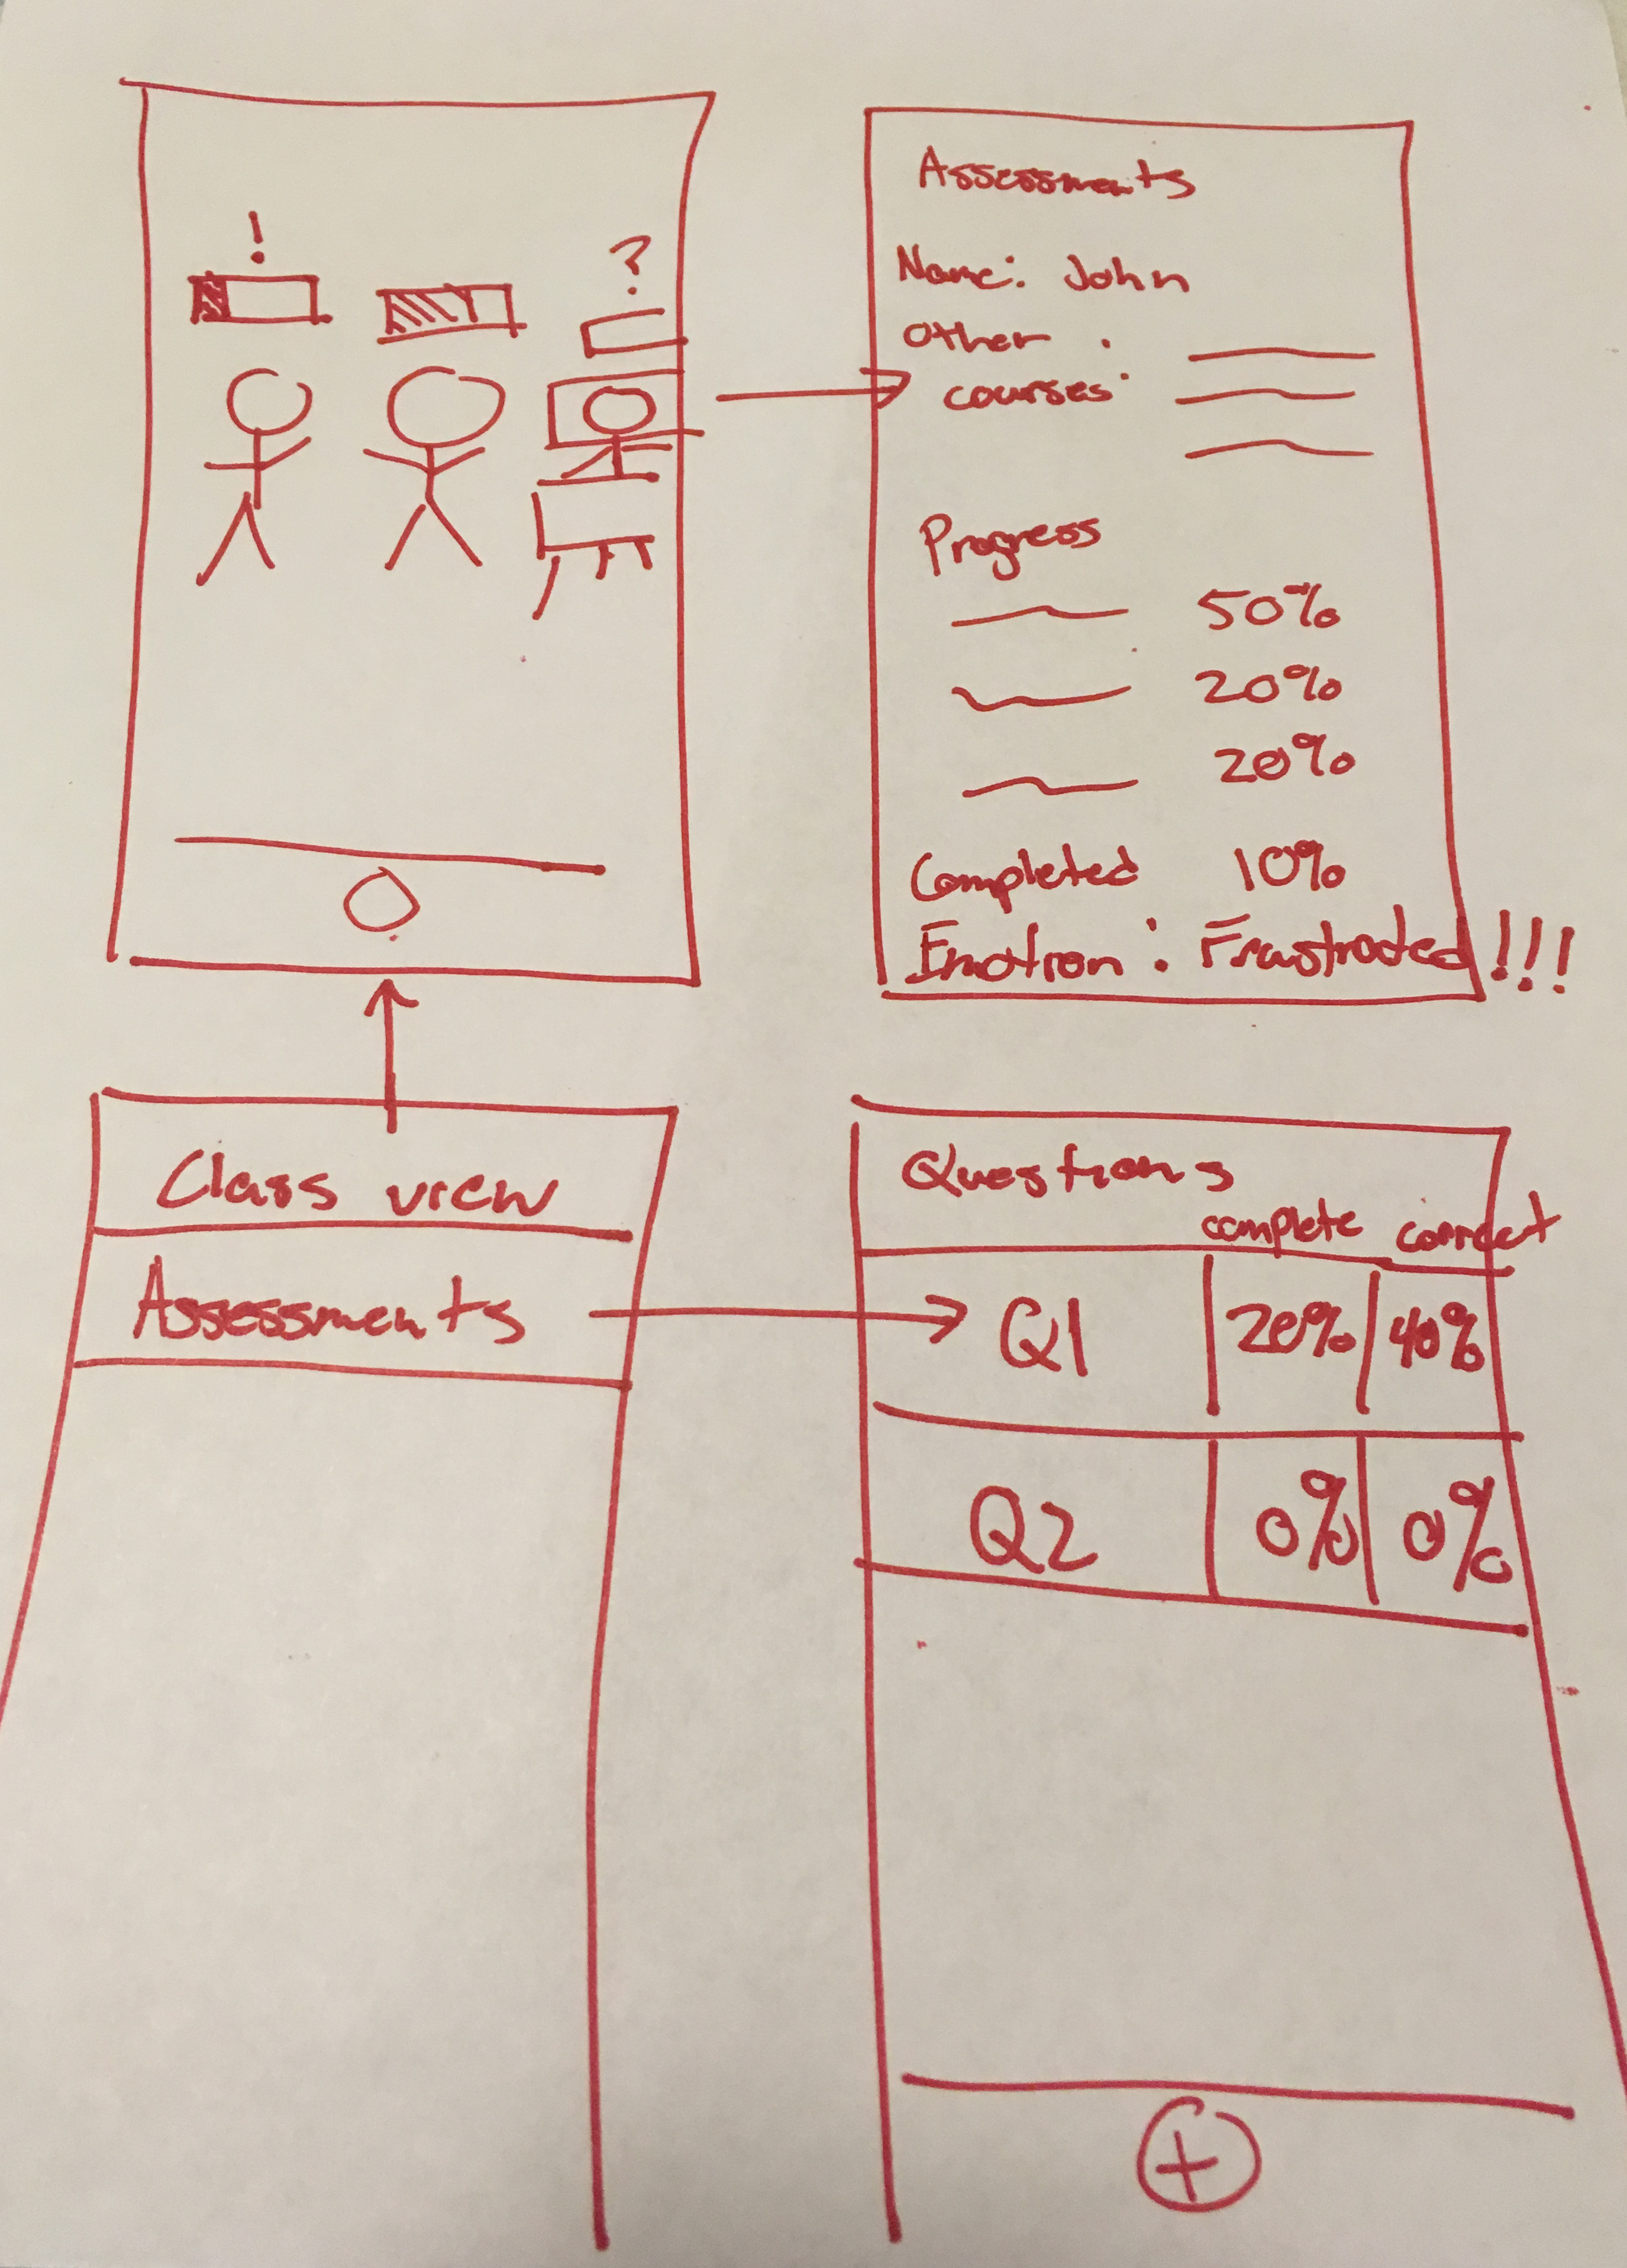 !
?
Assessments
Name: John
Other :
courses
Progress
50%
20%
20%
Completed 10%
Emotion : Frustrated!!!
Class view
Assessments
Questions
complete correct
Q1 20% 40%
Q2 0% 0%
+